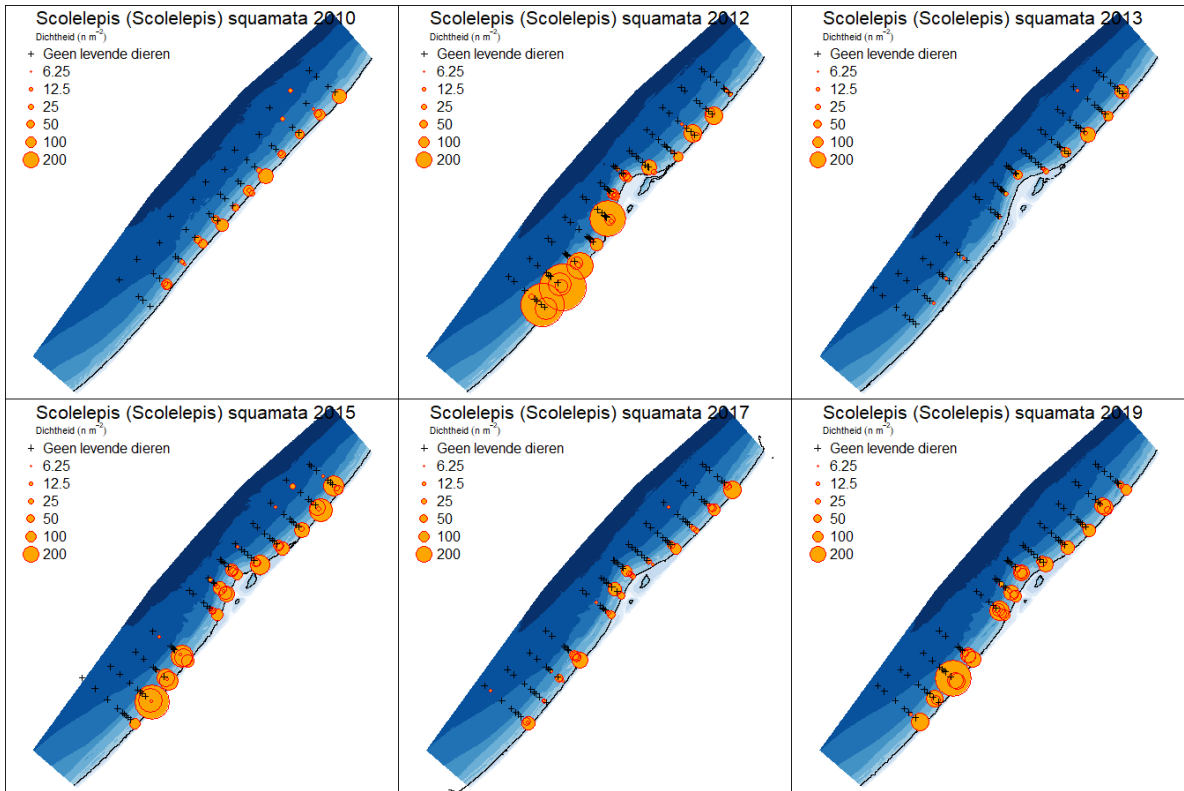 Scolelepis (Scolelepis) squamata 2010
Dichtheid (n m⁻²)
+ Geen levende dieren
6.25
12.5
25
50
100
200
Scolelepis (Scolelepis) squamata 2012
Dichtheid (n m⁻²)
+ Geen levende dieren
6.25
12.5
25
50
100
200
Scolelepis (Scolelepis) squamata 2013
Dichtheid (n m⁻²)
+ Geen levende dieren
6.25
12.5
25
50
100
200
Scolelepis (Scolelepis) squamata 2015
Dichtheid (n m⁻²)
+ Geen levende dieren
6.25
12.5
25
50
100
200
Scolelepis (Scolelepis) squamata 2017
Dichtheid (n m⁻²)
+ Geen levende dieren
6.25
12.5
25
50
100
200
Scolelepis (Scolelepis) squamata 2019
Dichtheid (n m⁻²)
+ Geen levende dieren
6.25
12.5
25
50
100
200